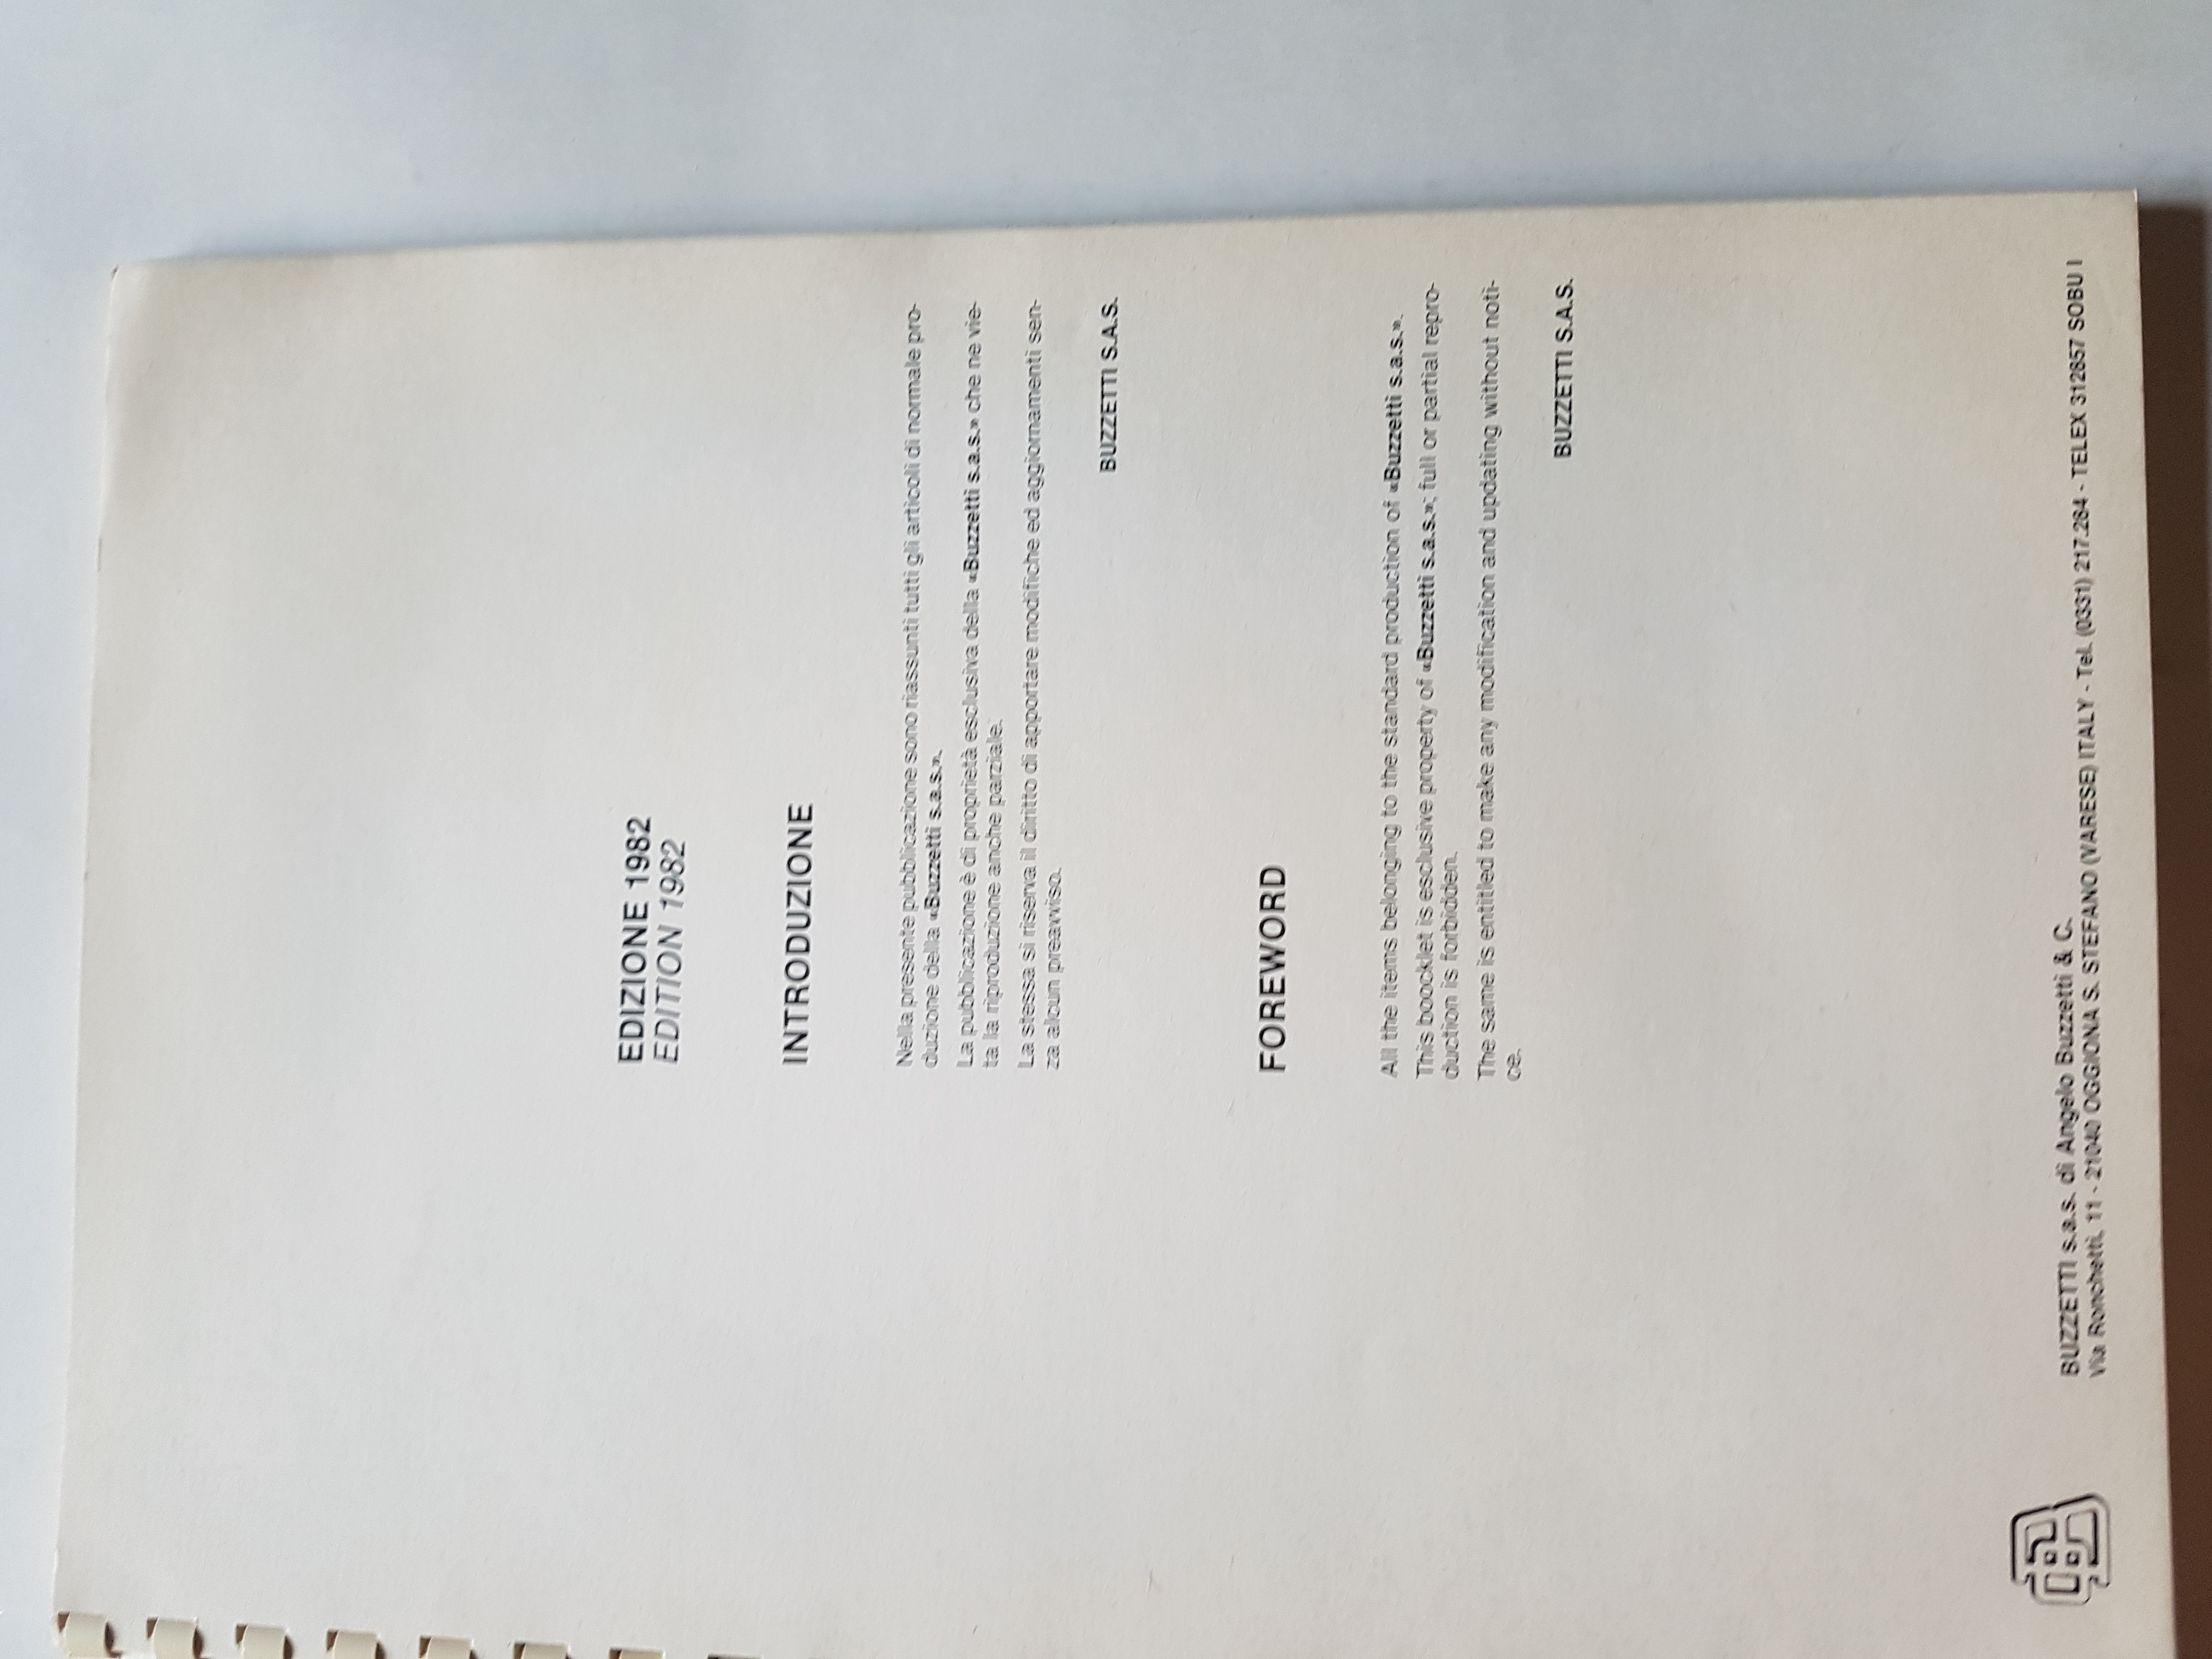 EDIZIONE 1982
EDITION 1982
INTRODUZIONE
Nella presente pubblicazione sono riassunti tutti gli articoli di normale pro-
duzione della «Buzzetti s.a.s.».
La pubblicazione è di proprietà esclusiva della «Buzzetti s.a.s.» che ne vie-
ta la riproduzione anche parziale.
La stessa si riserva il diritto di apportare modifiche ed aggiornamenti sen-
za alcun preavviso.
BUZZETTI S.A.S.
FOREWORD
All the items belonging to the standard production of «Buzzetti s.a.s.».
This boocklet is esclusive property of «Buzzetti s.a.s.»; full or partial repro-
duction is forbidden.
The same is entitled to make any modification and updating without noti-
ce.
BUZZETTI S.A.S.
BUZZETTI s.a.s. di Angelo Buzzetti & C.
Via Ronchetti, 11 - 21040 OGGIONA S. STEFANO (VARESE) ITALY - Tel. (0331) 217.284 - TELEX 312857 SOBU I